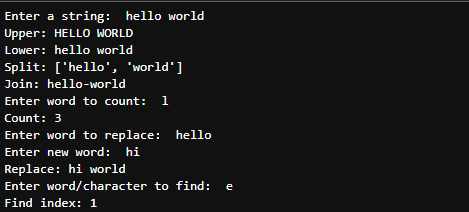 Enter a string:  hello world
Upper: HELLO WORLD
Lower: hello world
Split: ['hello', 'world']
Join: hello-world
Enter word to count:  l
Count: 3
Enter word to replace:  hello
Enter new word:  hi
Replace: hi world
Enter word/character to find:  e
Find index: 1